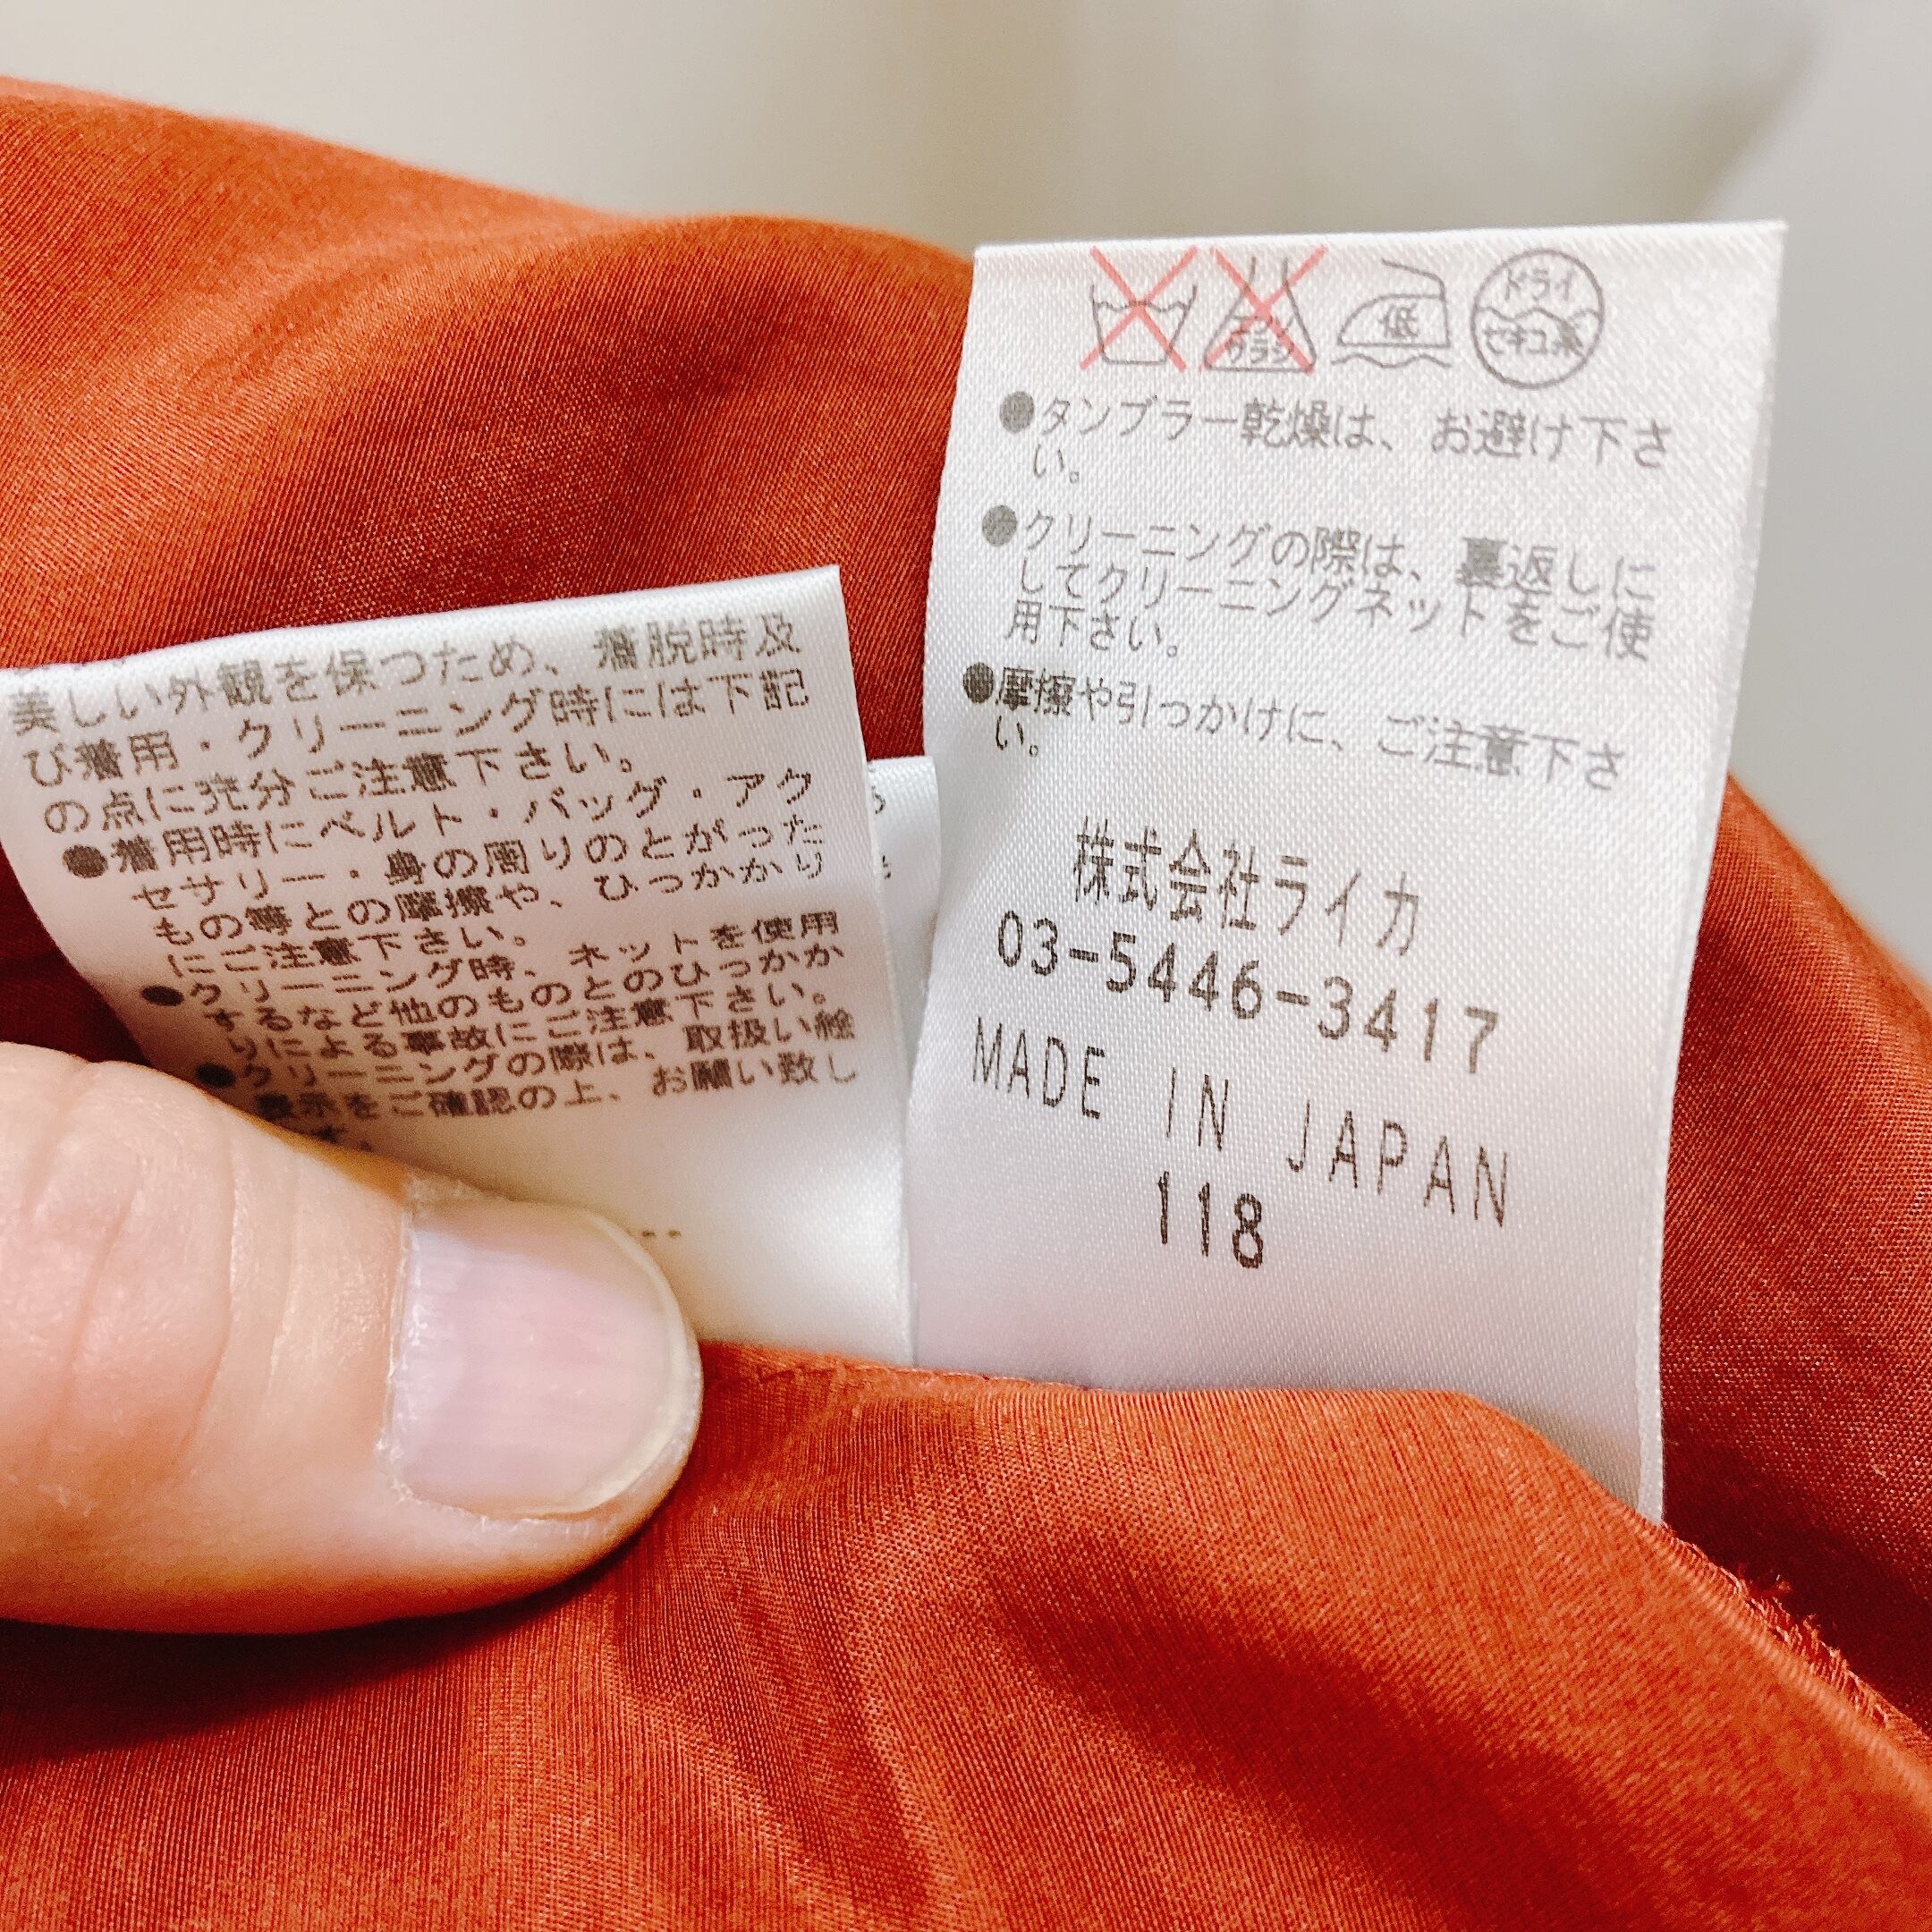 美しい外観を保つため、着脱時及
び着用・クリーニング時には下記
の点に充分ご注意下さい。
●着用時にベルト・バッグ・アク
セサリー・身の周りのとがった
もの等との摩擦や、ひっかかり
にご注意下さい。
●クリーニング時、ネットを使用
するなど他のものとのひっかか
りによる事故にご注意下さい。
●クリーニングの際は、取扱い絵
表示をご確認の上、お願い致し
ます。
低
ドライ
セキユ系
●タンブラー乾燥は、お避け下さ
い。
●クリーニングの際は、裏返しに
してクリーニングネットをご使
用下さい。
●摩擦や引っかけに、ご注意下さ
い。
株式会社ライカ
03-5446-3417
MADE IN JAPAN
118